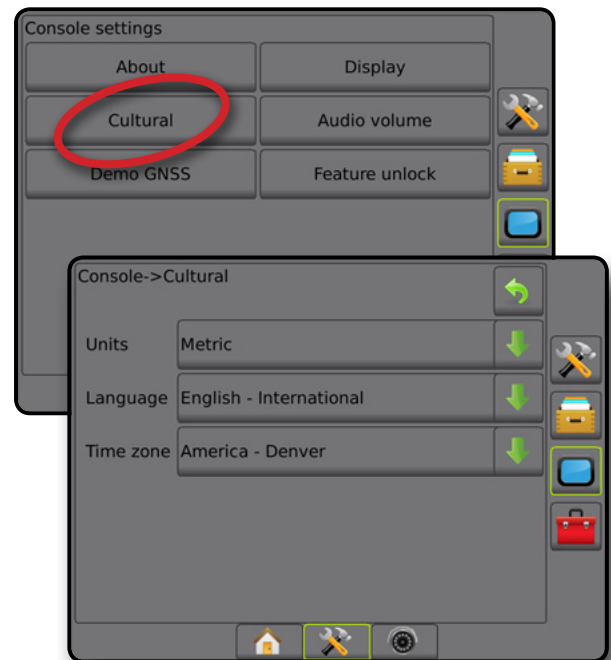 Console settings
About Display
Cultural Audio volume
Demo GNSS Feature unlock
Console->Cultural
Units Metric
Language English - International
Time zone America - Denver